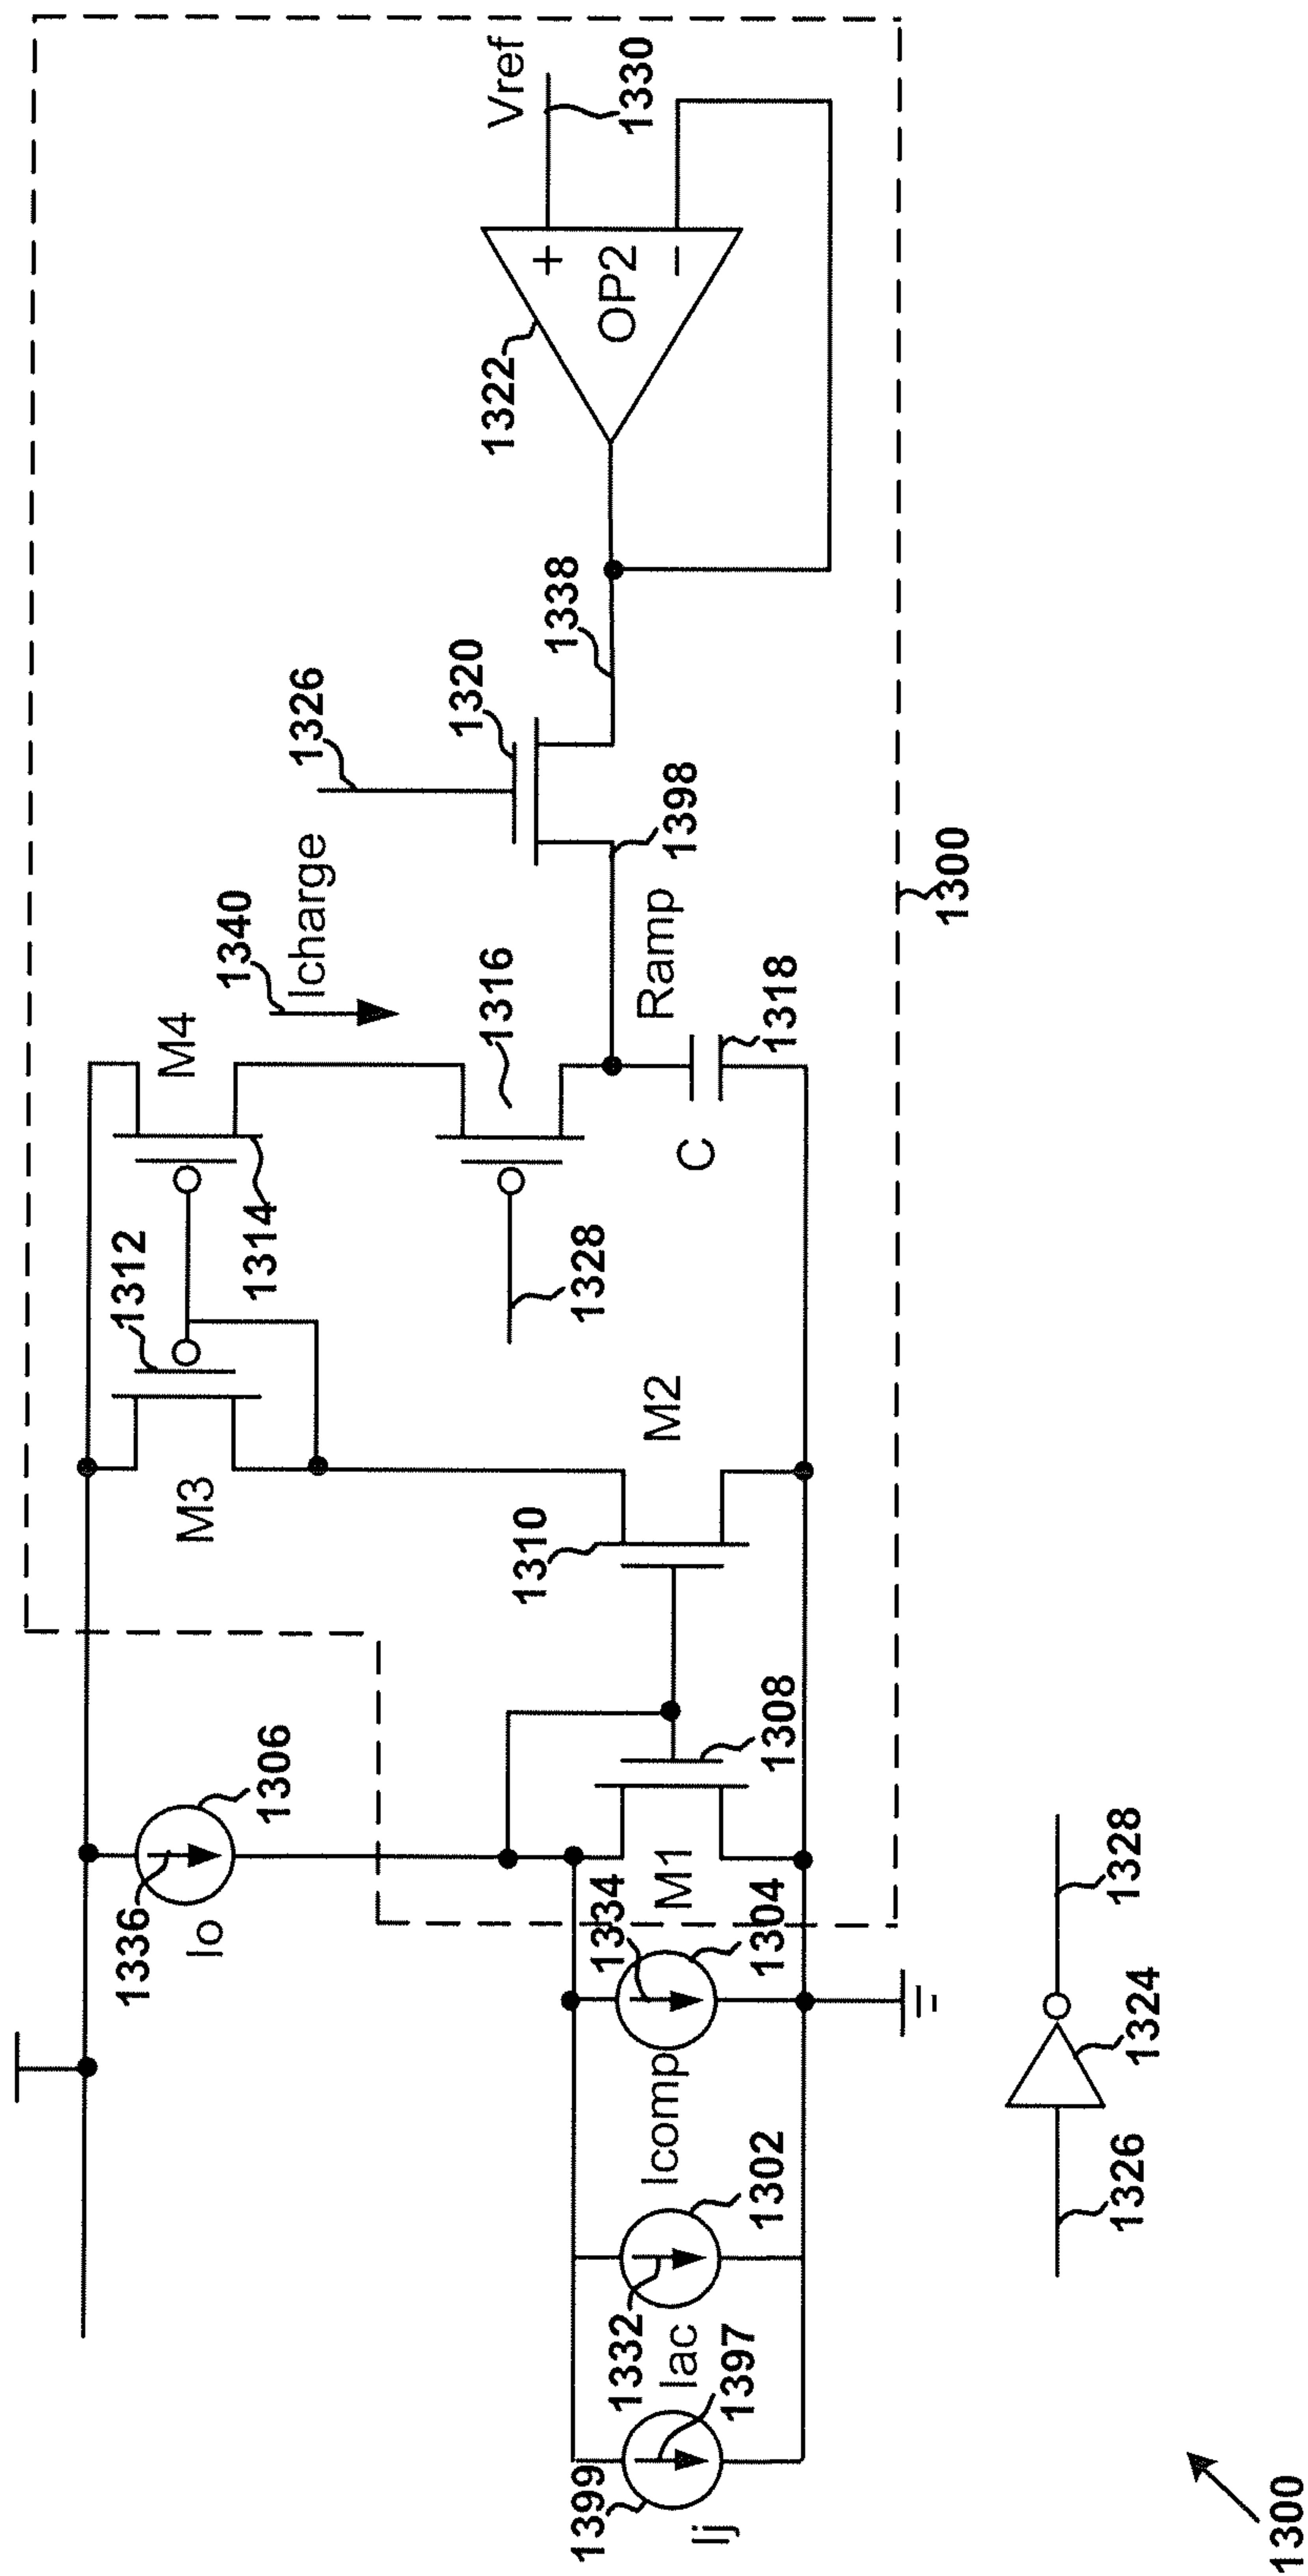 Vref
1330
+
OP2
−
1322
1338
1320
1326
1398
1340
Icharge
Ramp
1316
1318
C
M4
1314
1312
1328
M3
M2
1310
1306
1336
Io
1308
M1
1334
1304
Icomp
1302
1332
Iac
1397
1399
Ij
1300
1328
1324
1326
1300